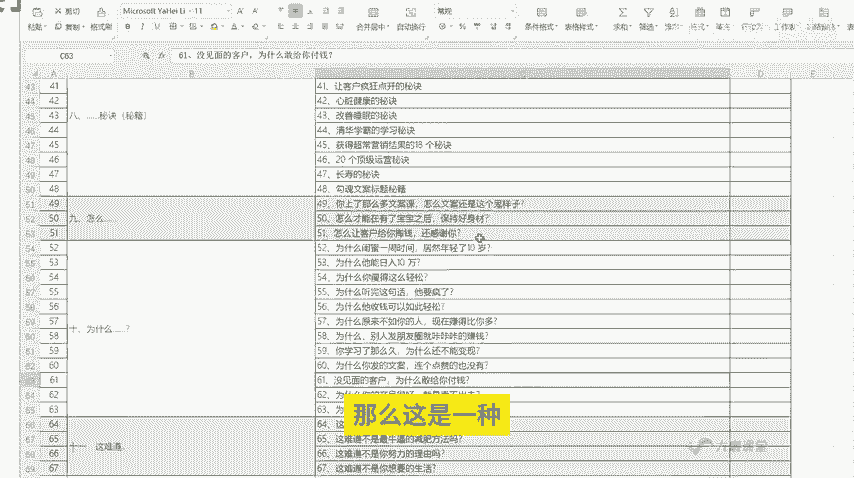 剪切
复制
格式刷
粘贴
Microsoft YaHei Li
11
合并居中
自动换行
常规
条件格式
表格样式
求和
筛选
C63
61、没见面的客户，为什么敢给你付钱？
A
B
D
41
41、让客户疯狂点开的秘诀
42
42、心脏健康的秘诀
八、……秘诀（秘籍）
43
43、改善睡眠的秘诀
44
44、清华学霸的学习秘诀
45
45、获得超常营销结果的18个秘诀
46
46、20个顶级运营秘诀
47
47、长寿的秘诀
48
48、勾魂文案标题秘籍
49
49、你上了那么多文案课，怎么文案还是这个鬼样子？
九、怎么……
50
50、怎么才能在有了宝宝之后，保持好身材？
51
51、怎么让客户给你掏钱，还感谢你？
52
52、为什么闺蜜一周时间，居然年轻了10岁？
53
53、为什么他能日入10万？
54
54、为什么你瘦得这么轻松？
55
55、为什么听完这句话，他要疯了？
56
56、为什么他收钱可以如此轻松？
十、为什么……？
57
57、为什么原来不如你的人，现在赚得比你多？
58
58、为什么，别人发朋友圈就咔咔咔的赚钱？
59
59、你学习了那么久，为什么还不能变现？
60
60、为什么你发的文案，连个点赞的也没有？
61
61、没见面的客户，为什么敢给你付钱？
62
63
那么这是一种
64
十一、这难道
65
65、这难道不是最牛逼的减肥方法吗？
66
66、这难道不是你努力的理由吗？
67
67、这难道不是你想要的生活？